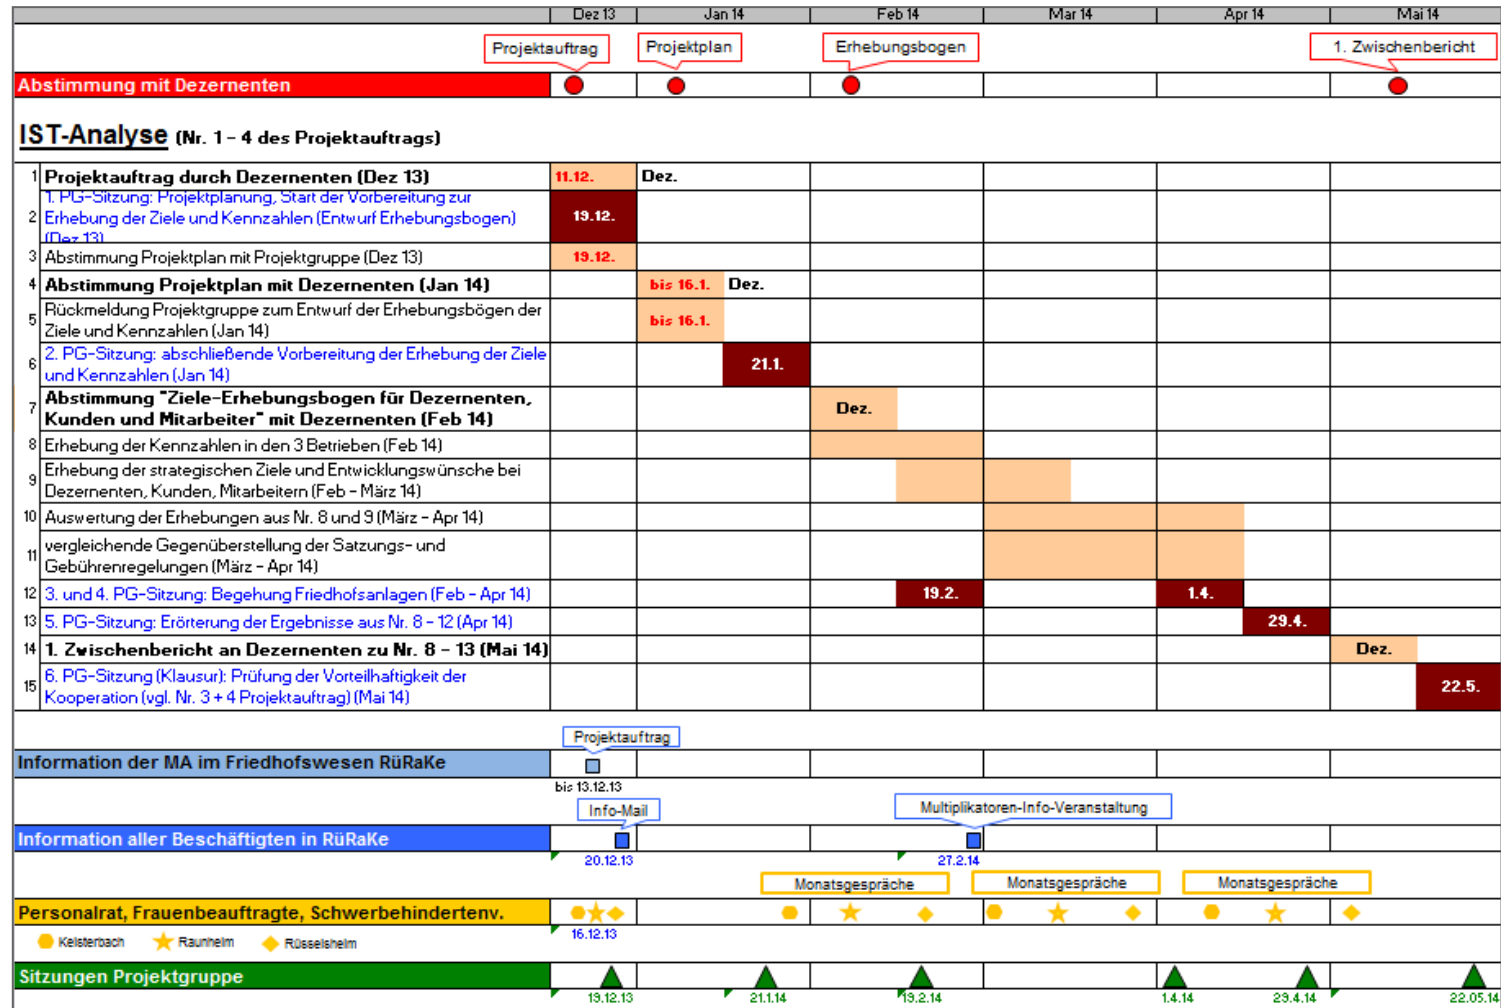 Dez 13 Jan 14 Feb 14 Mar 14 Apr 14 Mai 14
Projektauftrag Projektplan Erhebungsbogen 1. Zwischenbericht
Abstimmung mit Dezernenten
IST-Analyse (Nr. 1 - 4 des Projektauftrags)
1 Projektauftrag durch Dezernenten (Dez 13) 11.12. Dez.
1. PG-Sitzung: Projektplanung, Start der Vorbereitung zur
2 Erhebung der Ziele und Kennzahlen (Entwurf Erhebungsbogen) 19.12.
(Dez 13)
3 Abstimmung Projektplan mit Projektgruppe (Dez 13) 19.12.
4 Abstimmung Projektplan mit Dezernenten (Jan 14) bis 16.1. Dez.
5 Rückmeldung Projektgruppe zum Entwurf der Erhebungsbögen der
Ziele und Kennzahlen (Jan 14) bis 16.1.
6 2. PG-Sitzung: abschließende Vorbereitung der Erhebung der Ziele
und Kennzahlen (Jan 14) 21.1.
7 Abstimmung "Ziele-Erhebungsbogen für Dezernenten,
Kunden und Mitarbeiter" mit Dezernenten (Feb 14) Dez.
8 Erhebung der Kennzahlen in den 3 Betrieben (Feb 14)
9 Erhebung der strategischen Ziele und Entwicklungswünsche bei
Dezernenten, Kunden, Mitarbeitern (Feb - März 14)
10 Auswertung der Erhebungen aus Nr. 8 und 9 (März - Apr 14)
11 vergleichende Gegenüberstellung der Satzungs- und
Gebührenregelungen (März - Apr 14)
12 3. und 4. PG-Sitzung: Begehung Friedhofsanlagen (Feb - Apr 14) 19.2. 1.4.
13 5. PG-Sitzung: Erörterung der Ergebnisse aus Nr. 8 - 12 (Apr 14) 29.4.
14 1. Zwischenbericht an Dezernenten zu Nr. 8 - 13 (Mai 14) Dez.
15 6. PG-Sitzung (Klausur): Prüfung der Vorteilhaftigkeit der
Kooperation (vgl. Nr. 3 + 4 Projektauftrag) (Mai 14) 22.5.
Projektauftrag
Information der MA im Friedhofswesen RüRaKe
bis 13.12.13
Info-Mail Multiplikatoren-Info-Veranstaltung
Information aller Beschäftigten in RüRaKe
20.12.13 27.2.14
Monatsgespräche Monatsgespräche Monatsgespräche
Personalrat, Frauenbeauftragte, Schwerbehindertenv.
16.12.13
Kelsterbach Raunheim Rüsselsheim
Sitzungen Projektgruppe
19.12.13 21.1.14 19.2.14 1.4.14 29.4.14 22.05.14